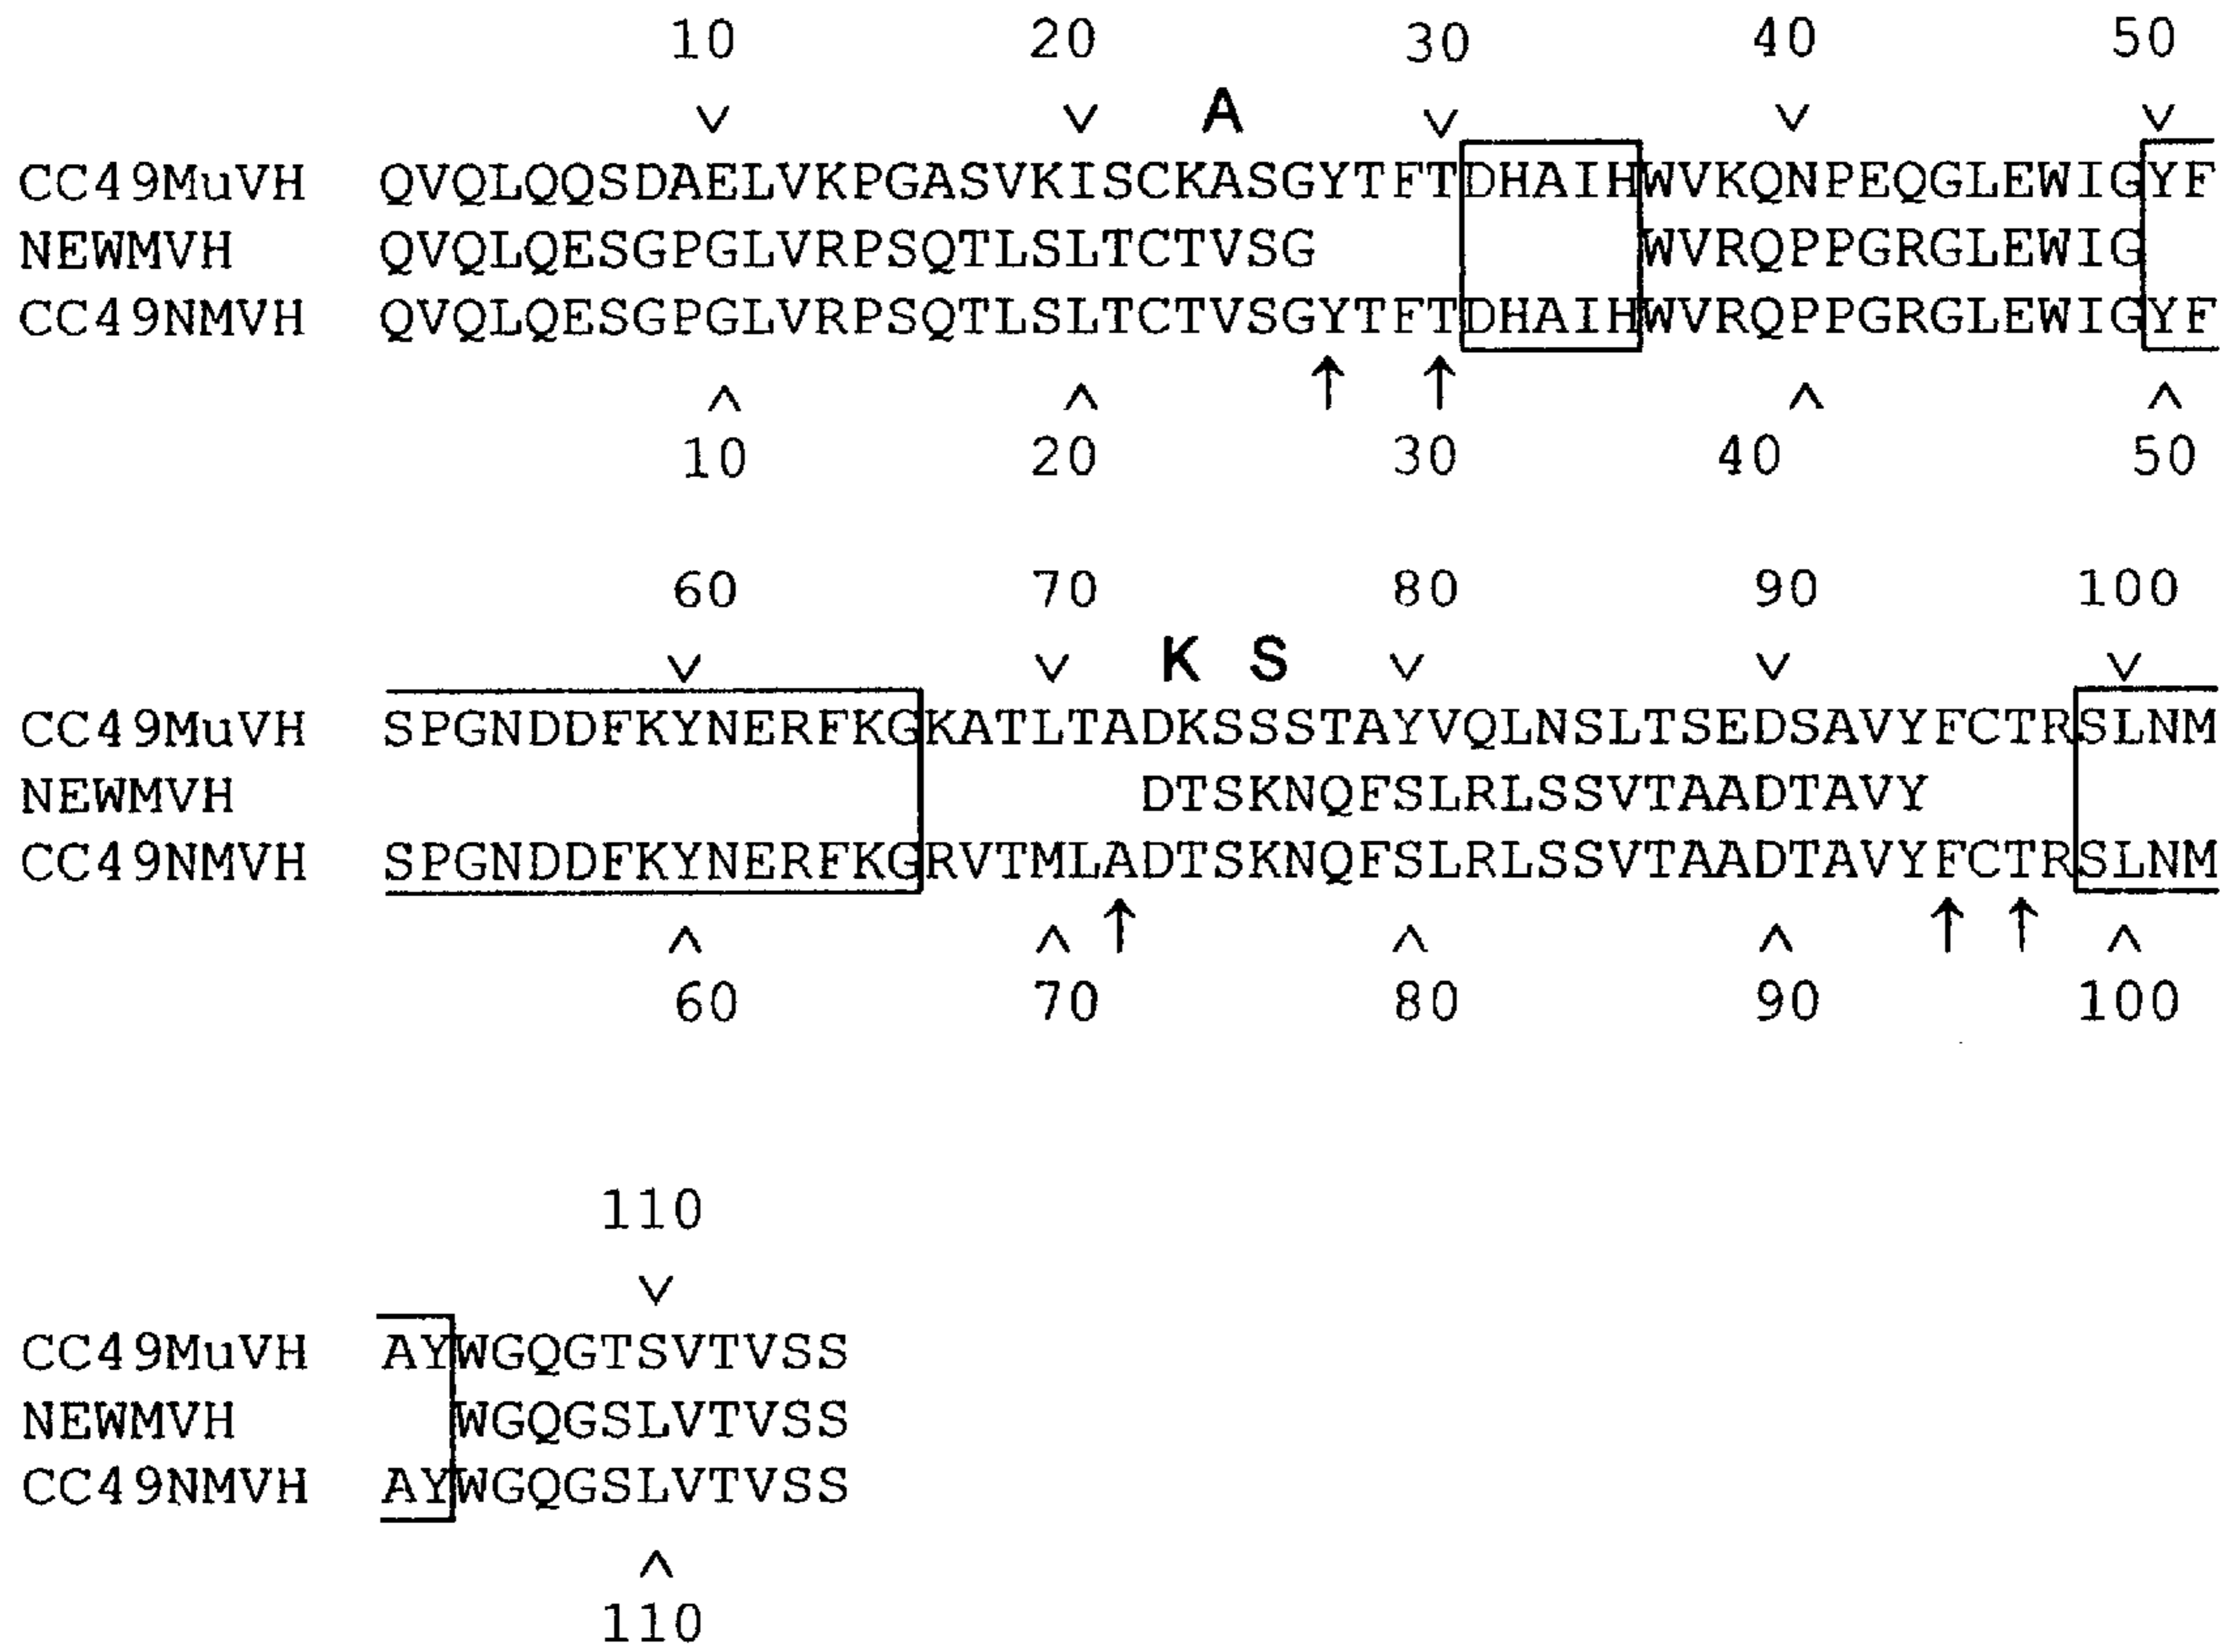 10 20 30 40 50
∨ ∨ A ∨ ∨ ∨
CC49MuVH QVQLQQSDAELVKPGASVKISCKASGYTFTDHAIHWVKQNPEQGLEWIGYF
NEWMVH QVQLQESGPGLVRPSQTLSLTCTVSG WVRQPPGRGLEWIG
CC49NMVH QVQLQESGPGLVRPSQTLSLTCTVSGYTFTDHAIHWVRQPPGRGLEWIGYF
∧ ∧ ↑ ↑ ∧ ∧
10 20 30 40 50
60 70 80 90 100
∨ ∨ K S ∨ ∨ ∨
CC49MuVH SPGNDDFKYNERFKGKATLTADKSSSTAYVQLNSLTSEDSAVYFCTRSLNM
NEWMVH DTSKNQFSLRLSSVTAADTAVY
CC49NMVH SPGNDDFKYNERFKGRVTMLADTSKNQFSLRLSSVTAADTAVYFCTRSLNM
∧ ∧ ↑ ∧ ∧ ↑ ↑ ∧
60 70 80 90 100
110
∨
CC49MuVH AYWGQGTSVTVSS
NEWMVH WGQGSLVTVSS
CC49NMVH AYWGQGSLVTVSS
∧
110